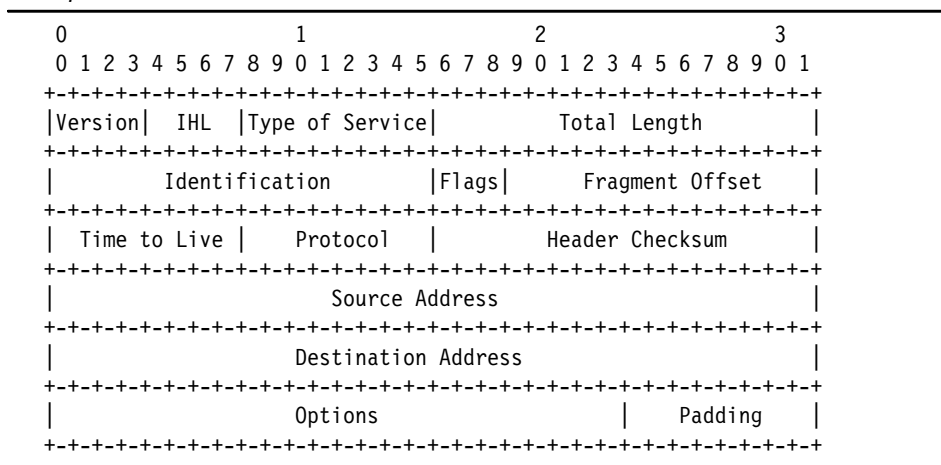 0                   1                   2                   3
 0 1 2 3 4 5 6 7 8 9 0 1 2 3 4 5 6 7 8 9 0 1 2 3 4 5 6 7 8 9 0 1
+-+-+-+-+-+-+-+-+-+-+-+-+-+-+-+-+-+-+-+-+-+-+-+-+-+-+-+-+-+-+-+-+
|Version|  IHL  |Type of Service|          Total Length         |
+-+-+-+-+-+-+-+-+-+-+-+-+-+-+-+-+-+-+-+-+-+-+-+-+-+-+-+-+-+-+-+-+
|         Identification        |Flags|      Fragment Offset    |
+-+-+-+-+-+-+-+-+-+-+-+-+-+-+-+-+-+-+-+-+-+-+-+-+-+-+-+-+-+-+-+-+
|  Time to Live |    Protocol   |         Header Checksum       |
+-+-+-+-+-+-+-+-+-+-+-+-+-+-+-+-+-+-+-+-+-+-+-+-+-+-+-+-+-+-+-+-+
|                       Source Address                          |
+-+-+-+-+-+-+-+-+-+-+-+-+-+-+-+-+-+-+-+-+-+-+-+-+-+-+-+-+-+-+-+-+
|                    Destination Address                        |
+-+-+-+-+-+-+-+-+-+-+-+-+-+-+-+-+-+-+-+-+-+-+-+-+-+-+-+-+-+-+-+-+
|                    Options                    |    Padding    |
+-+-+-+-+-+-+-+-+-+-+-+-+-+-+-+-+-+-+-+-+-+-+-+-+-+-+-+-+-+-+-+-+